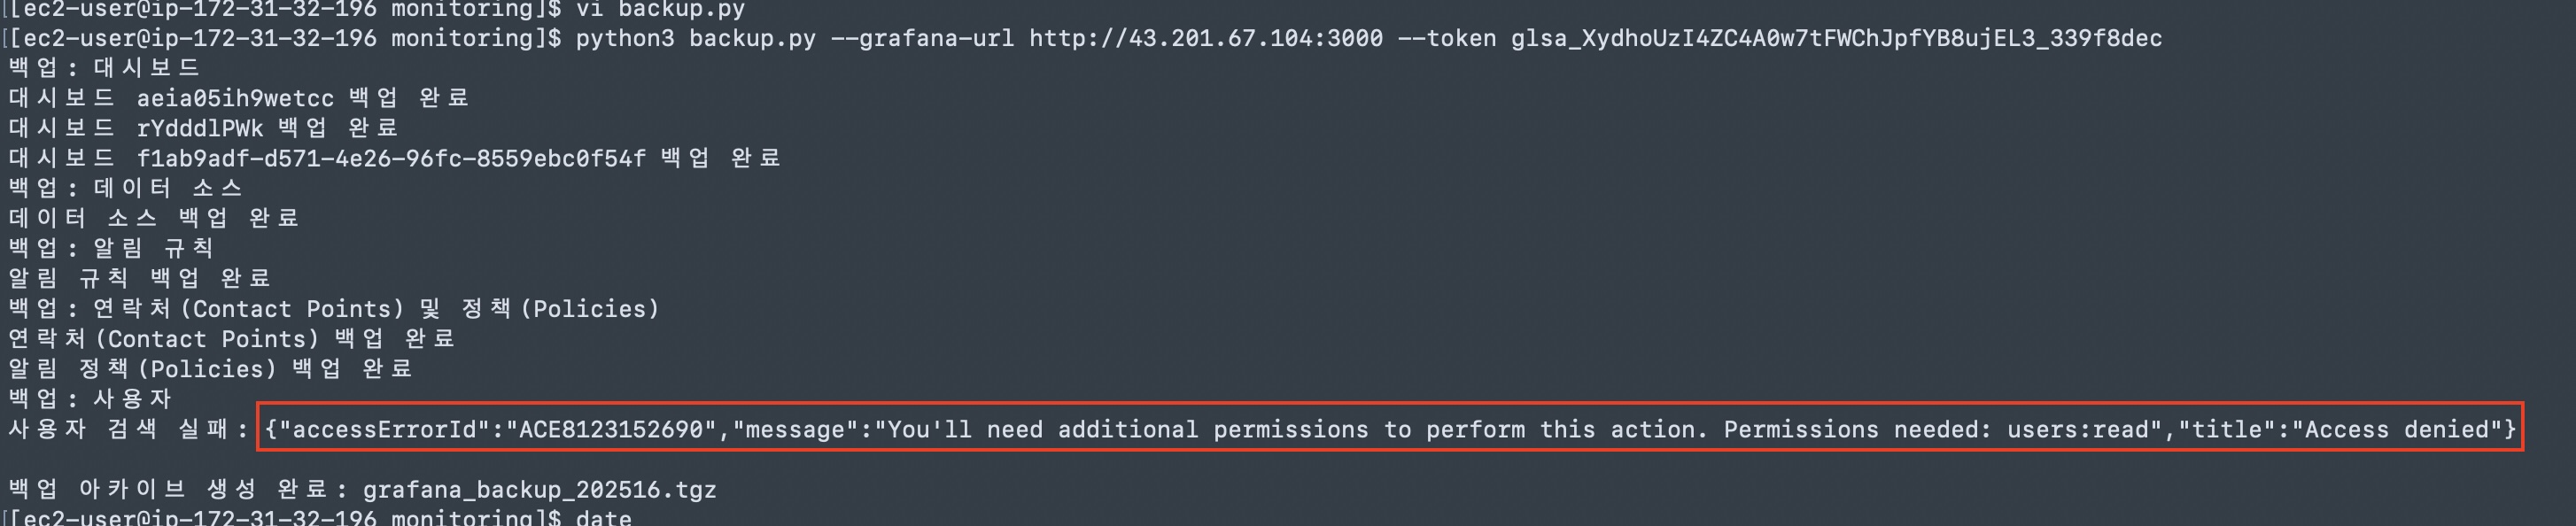 [[ec2-user@ip-172-31-32-196 monitoring]$ vi backup.py
[[ec2-user@ip-172-31-32-196 monitoring]$ python3 backup.py --grafana-url http://43.201.67.104:3000 --token glsa_XydhoUzI4ZC4A0w7tFWChJpfYB8ujEL3_339f8dec
백업: 대시보드
대시보드 aeia05ih9wetcc 백업 완료
대시보드 rYdddlPWk 백업 완료
대시보드 f1ab9adf-d571-4e26-96fc-8559ebc0f54f 백업 완료
백업: 데이터 소스
데이터 소스 백업 완료
백업: 알림 규칙
알림 규칙 백업 완료
백업: 연락처(Contact Points) 및 정책(Policies)
연락처(Contact Points) 백업 완료
알림 정책(Policies) 백업 완료
백업: 사용자
사용자 검색 실패: {"accessErrorId":"ACE8123152690","message":"You'll need additional permissions to perform this action. Permissions needed: users:read","title":"Access denied"}
백업 아카이브 생성 완료: grafana_backup_202516.tgz
[[ec2-user@ip-172-31-32-196 monitoring]$ date